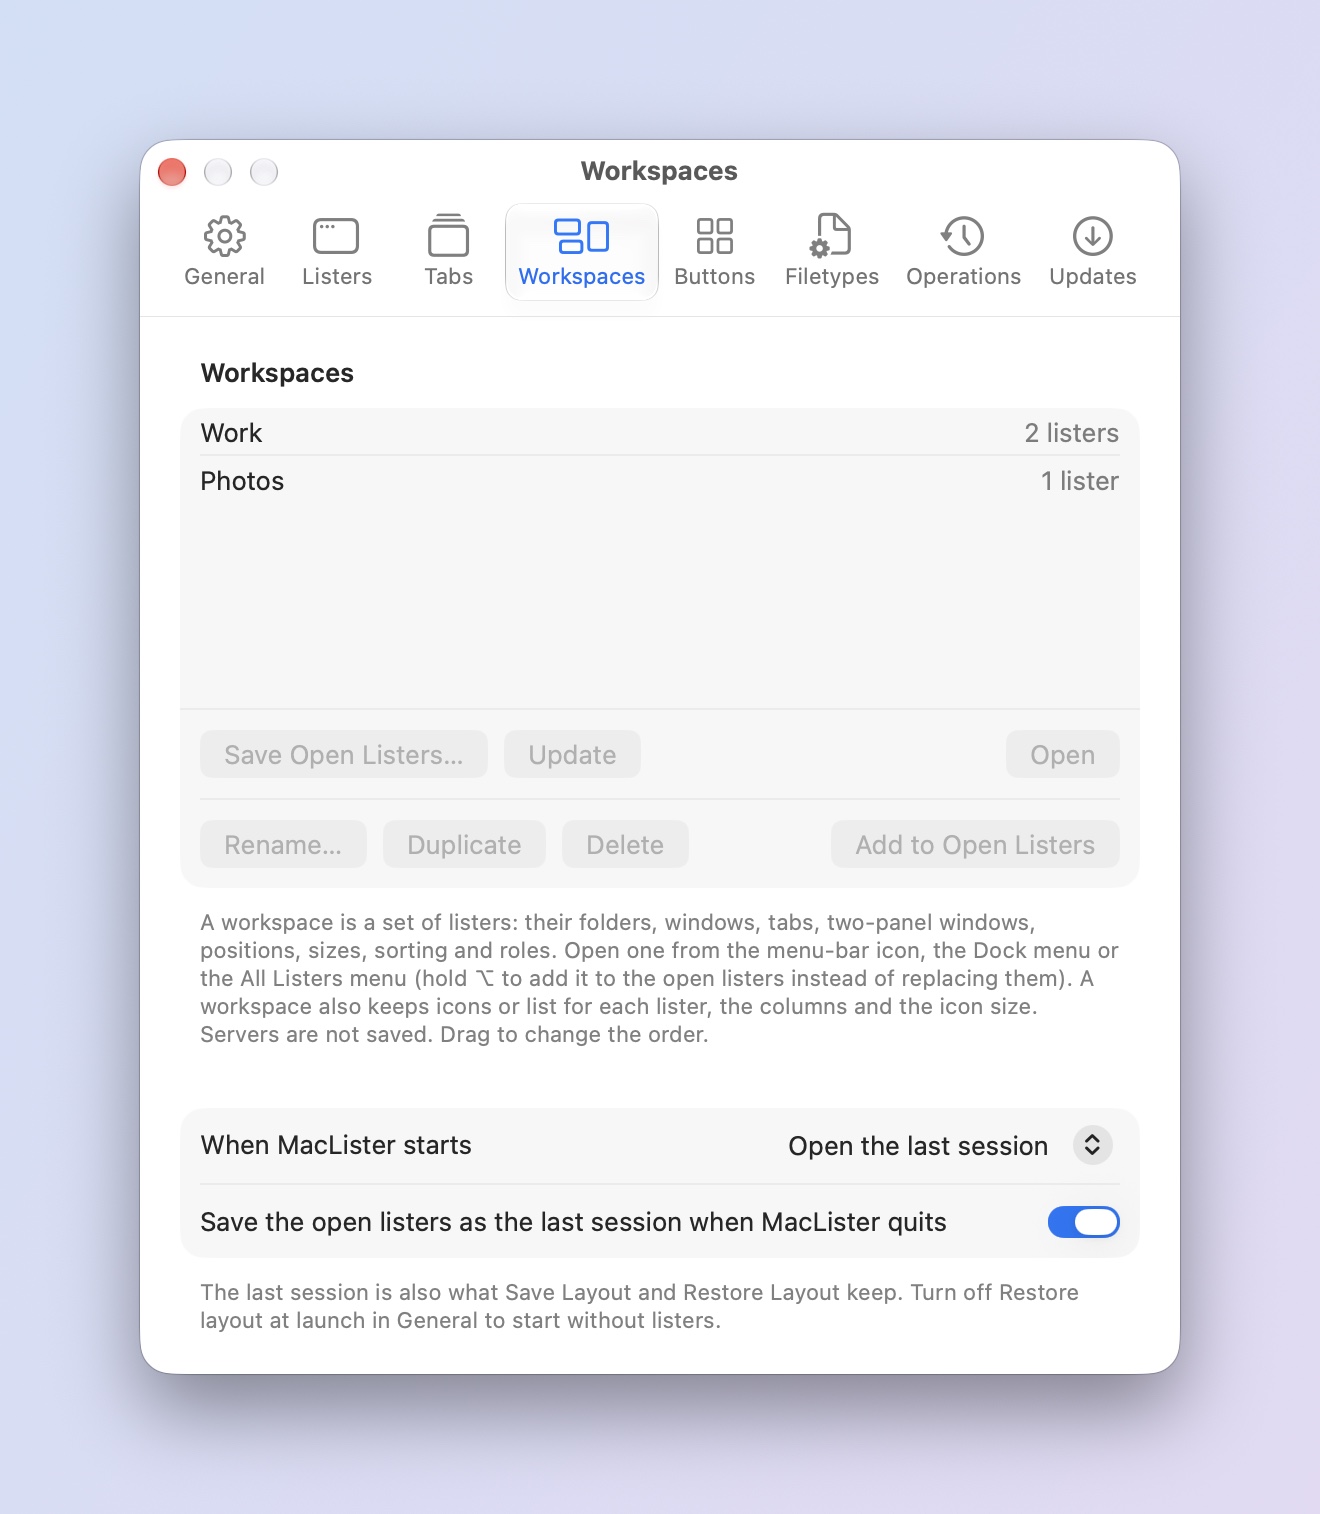 Workspaces
General Listers Tabs Workspaces Buttons Filetypes Operations Updates
Workspaces
Work 2 listers
Photos 1 lister
Save Open Listers... Update Open
Rename... Duplicate Delete Add to Open Listers
A workspace is a set of listers: their folders, windows, tabs, two-panel windows,
positions, sizes, sorting and roles. Open one from the menu-bar icon, the Dock menu or
the All Listers menu (hold ⌥ to add it to the open listers instead of replacing them). A
workspace also keeps icons or list for each lister, the columns and the icon size.
Servers are not saved. Drag to change the order.
When MacLister starts Open the last session
Save the open listers as the last session when MacLister quits
The last session is also what Save Layout and Restore Layout keep. Turn off Restore
layout at launch in General to start without listers.